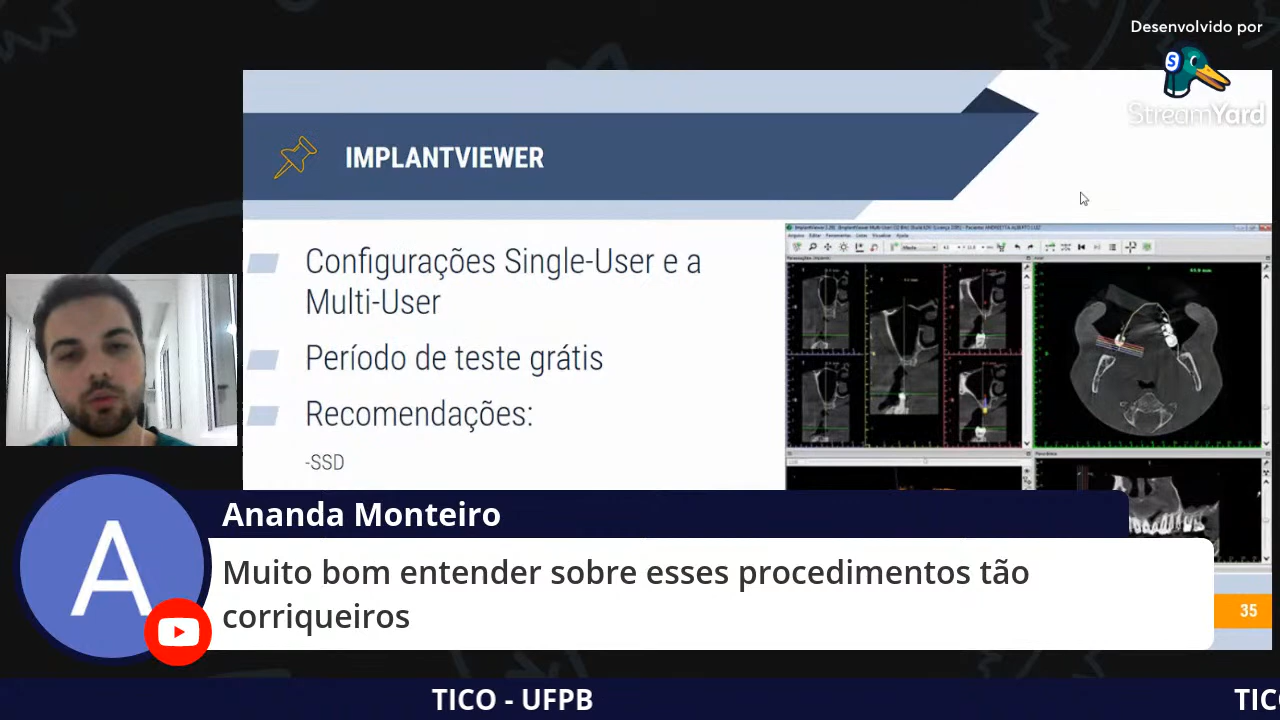 Desenvolvido por
StreamYard
IMPLANTVIEWER
Configurações Single-User e a
Multi-User
Período de teste grátis
Recomendações:
-SSD
Ananda Monteiro
A
Muito bom entender sobre esses procedimentos tão
corriqueiros
35
TICO - UFPB
TIC